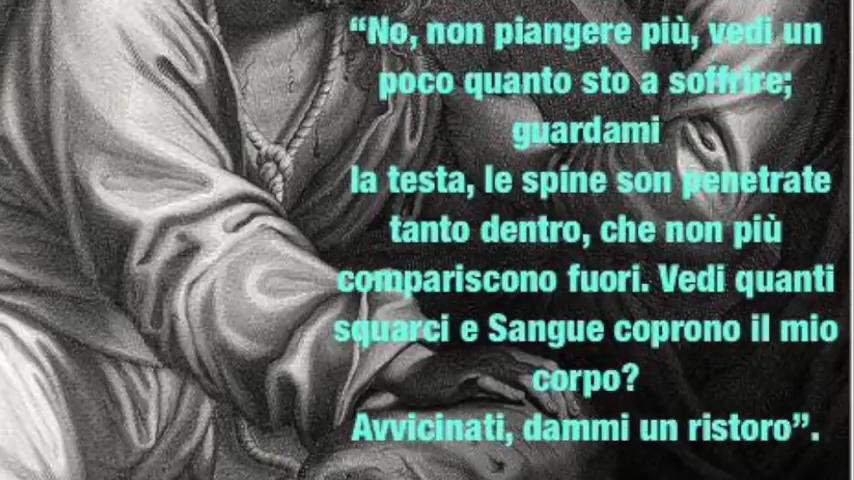 “No, non piangere più, vedi un
poco quanto sto a soffrire;
guardami
la testa, le spine son penetrate
tanto dentro, che non più
compariscono fuori. Vedi quanti
squarci e Sangue coprono il mio
corpo?
Avvicinati, dammi un ristoro”.